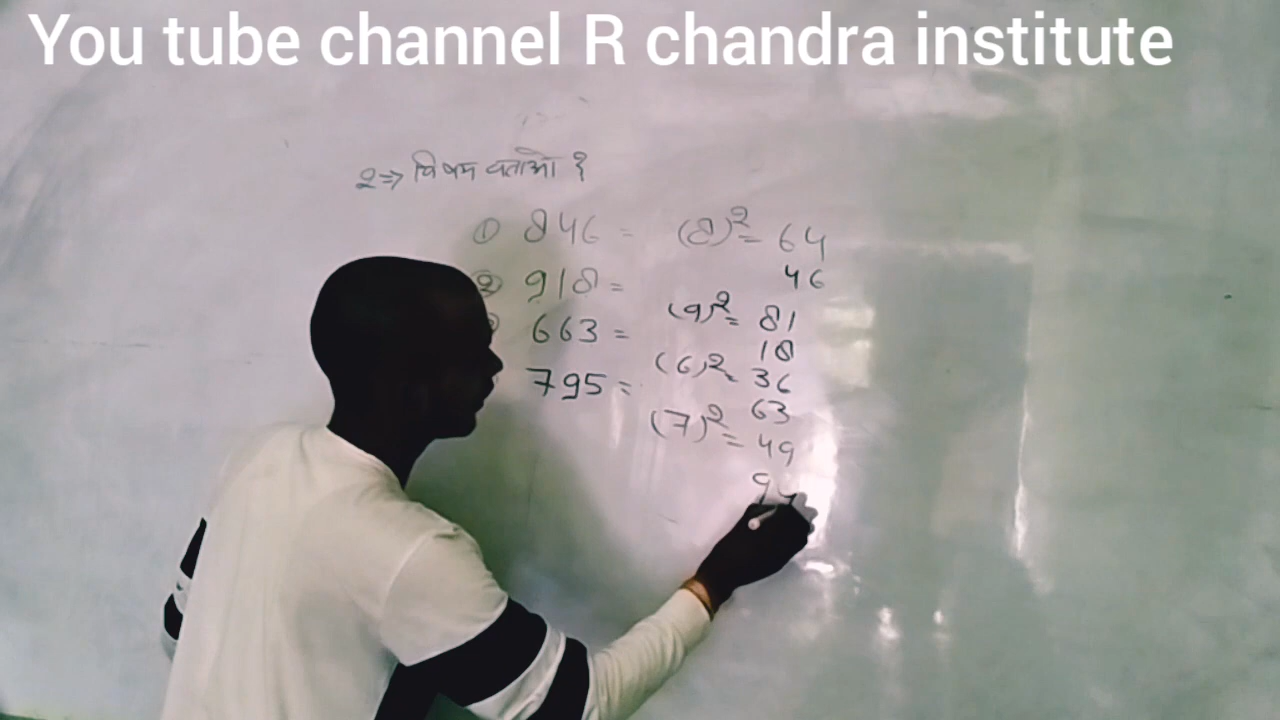 You tube channel R chandra institute
2⇒ विषम बताओ ?
① 846 = (8)²= 64
46
② 918 = (9)²= 81
18
663 = (6)²= 36
63
795 = (7)²= 49
9